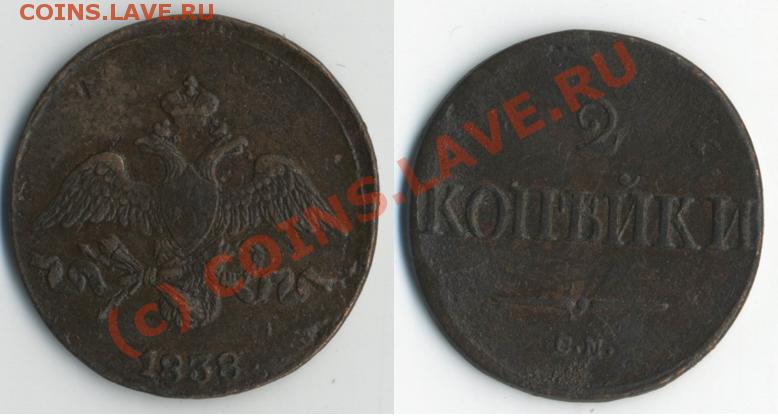 COINS.LAVE.RU
(c) COINS.LAVE.RU
1838
2
КОПѢЙКИ
С.М.